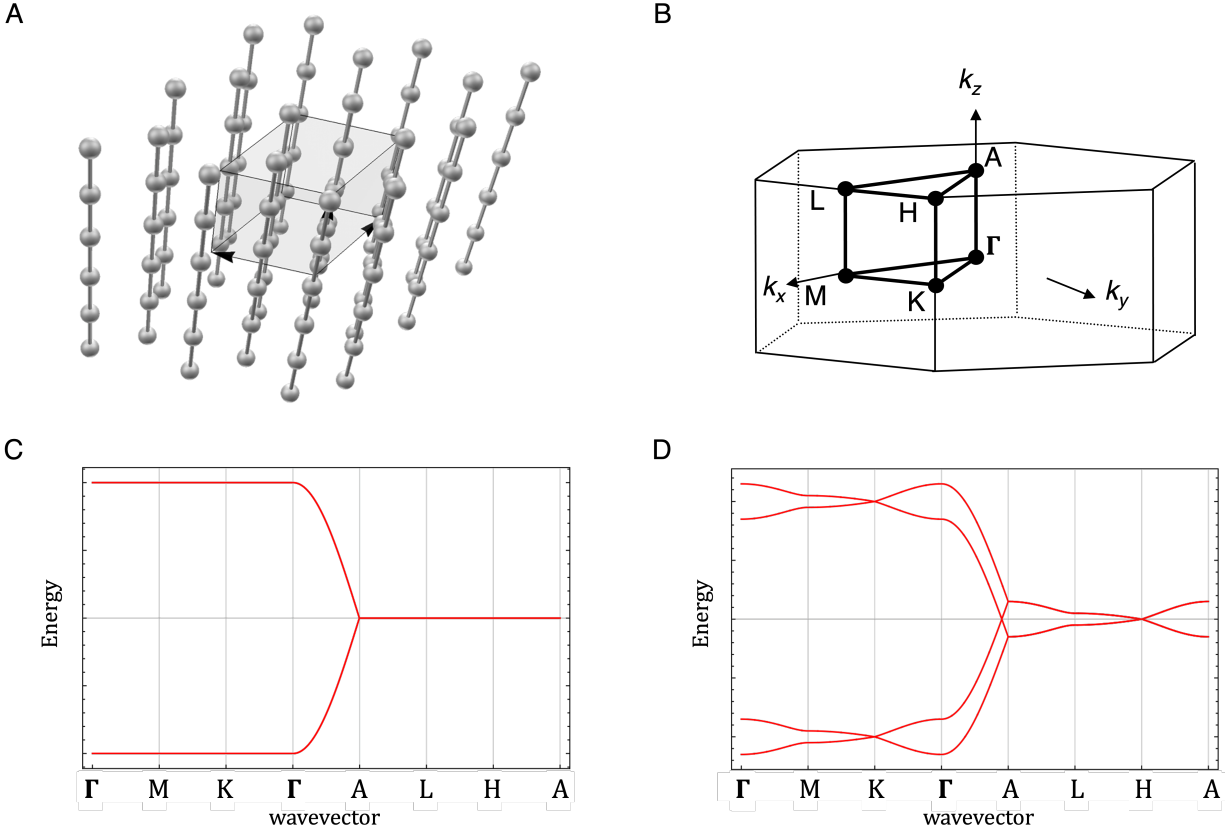 A
B
k_z
A
L
H
Γ
k_x
M
K
k_y
C
D
Energy
Γ M K Γ A L H A
wavevector
Energy
Γ M K Γ A L H A
wavevector